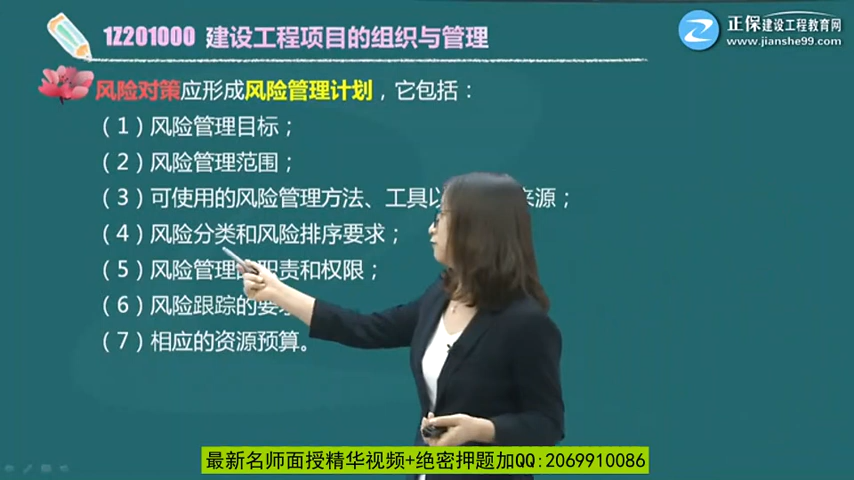 1Z201000 建设工程项目的组织与管理
正保建设工程教育网
www.jianshe99.com
风险对策应形成风险管理计划，它包括：
（1）风险管理目标；
（2）风险管理范围；
（3）可使用的风险管理方法、工具以 来源；
（4）风险分类和风险排序要求；
（5）风险管理的职责和权限；
（6）风险跟踪的要
（7）相应的资源预算。
最新名师面授精华视频+绝密押题加QQ:2069910086